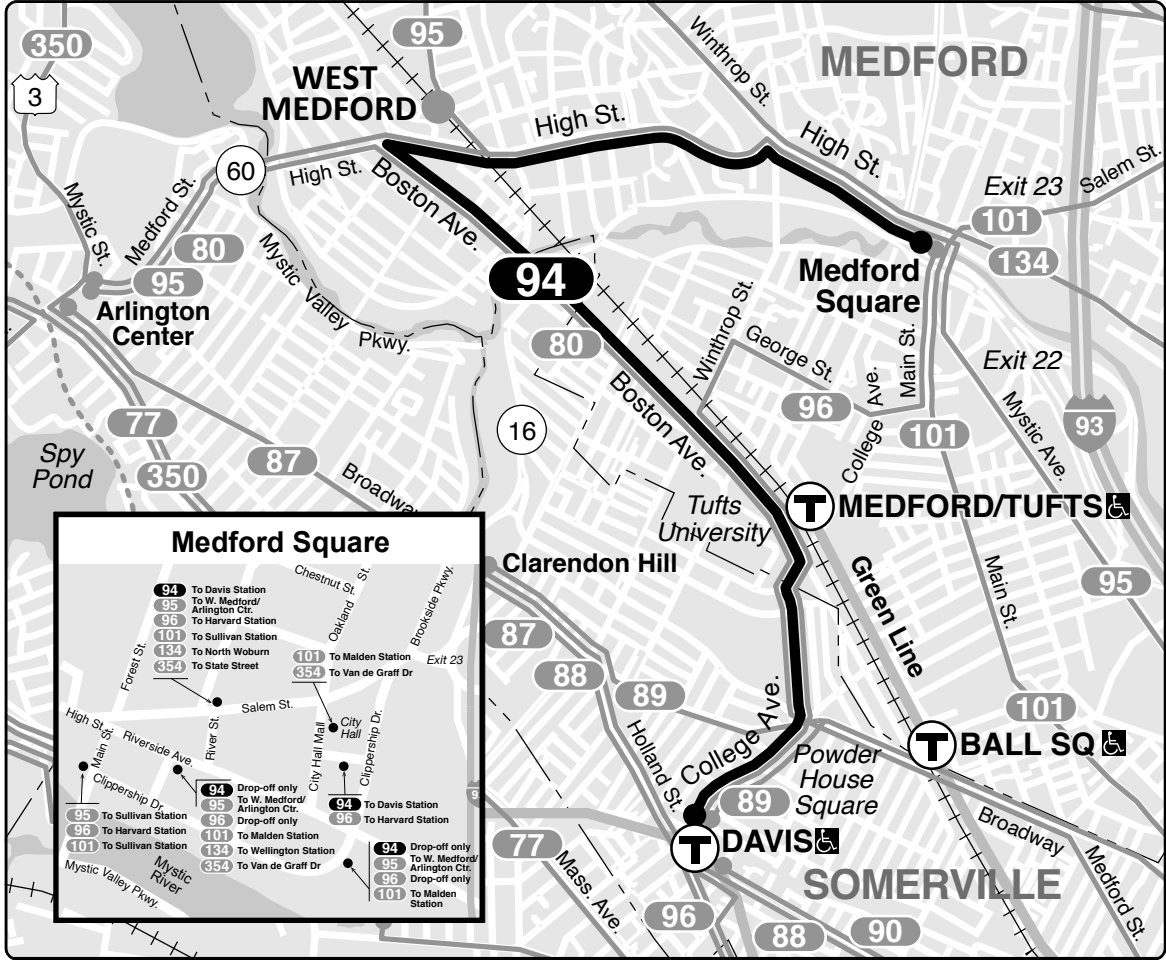 350
95
3
WEST
MEDFORD
Winthrop St.
MEDFORD
High St.
High St.
Exit 23
Salem St.
60
High St.
Boston Ave.
101
134
Mystic St.
Medford St.
80
95
Arlington
Center
Mystic Valley Pkwy.
94
Medford
Square
80
Winthrop St.
George St.
Main St.
Exit 22
96
College Ave.
101
Mystic Ave.
93
77
350
87
Broadway
Spy
Pond
16
Boston Ave.
Tufts
University
T
MEDFORD/TUFTS
Green Line
Main St.
95
Clarendon Hill
87
88
89
101
Holland St.
College Ave.
Powder
House
Square
T
BALL SQ
89
T
DAVIS
Broadway
Medford St.
77
Mass. Ave.
SOMERVILLE
96
88
90
Medford Square
94 To Davis Station
95 To W. Medford/
Arlington Ctr.
96 To Harvard Station
101 To Sullivan Station
134 To North Woburn
354 To State Street
Chestnut St.
Oakland St.
Brookside Pkwy.
Exit 23
101 To Malden Station
354 To Van de Graff Dr
Forest St.
Salem St.
River St.
City Hall Mall
City
Hall
Clippership Dr.
High St.
Main St.
Riverside Ave.
Clippership Dr.
95 To Sullivan Station
96 To Harvard Station
101 To Sullivan Station
94 Drop-off only
95 To W. Medford/
Arlington Ctr.
96 Drop-off only
101 To Malden Station
134 To Wellington Station
354 To Van de Graff Dr
94 To Davis Station
96 To Harvard Station
94 Drop-off only
95 To W. Medford/
Arlington Ctr.
96 Drop-off only
101 To Malden
Station
Mystic
River
Mystic Valley Pkwy.